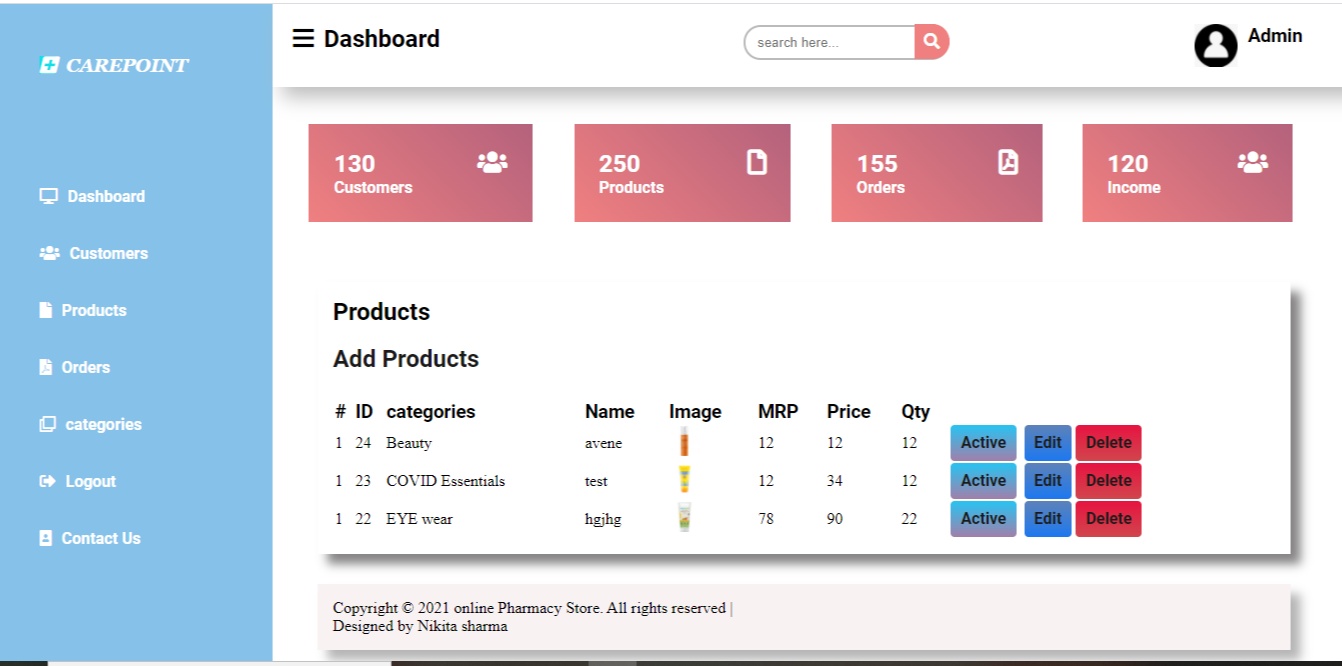 CAREPOINT
Dashboard
Customers
Products
Orders
categories
Logout
Contact Us
Dashboard
search here...
Admin
130
Customers
250
Products
155
Orders
120
Income
Products
Add Products
# ID categories Name Image MRP Price Qty
1 24 Beauty avene 12 12 12 Active Edit Delete
1 23 COVID Essentials test 12 34 12 Active Edit Delete
1 22 EYE wear hgjhg 78 90 22 Active Edit Delete
Copyright © 2021 online Pharmacy Store. All rights reserved |
Designed by Nikita sharma